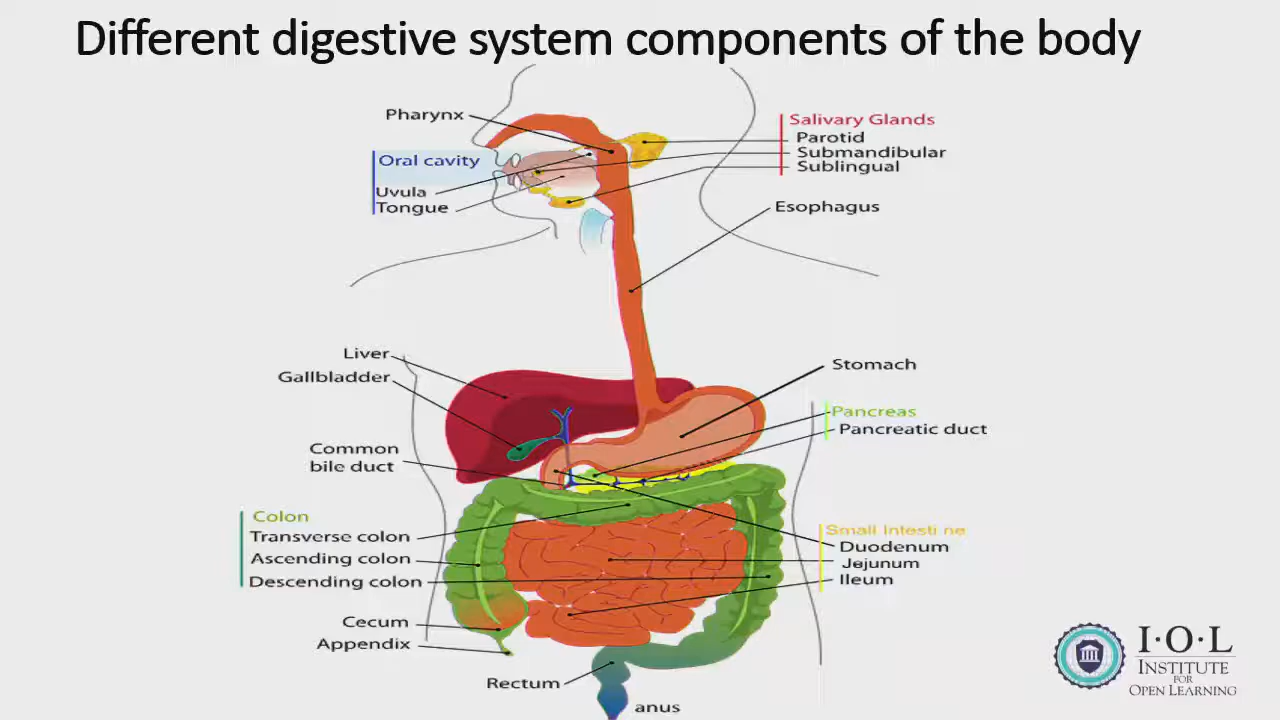 Different digestive system components of the body
Pharynx
Oral cavity
Uvula
Tongue
Salivary Glands
Parotid
Submandibular
Sublingual
Esophagus
Liver
Gallbladder
Common
bile duct
Stomach
Pancreas
Pancreatic duct
Colon
Transverse colon
Ascending colon
Descending colon
Small Intesti ne
Duodenum
Jejunum
Ileum
Cecum
Appendix
Rectum
anus
I·O·L
INSTITUTE
FOR
OPEN LEARNING